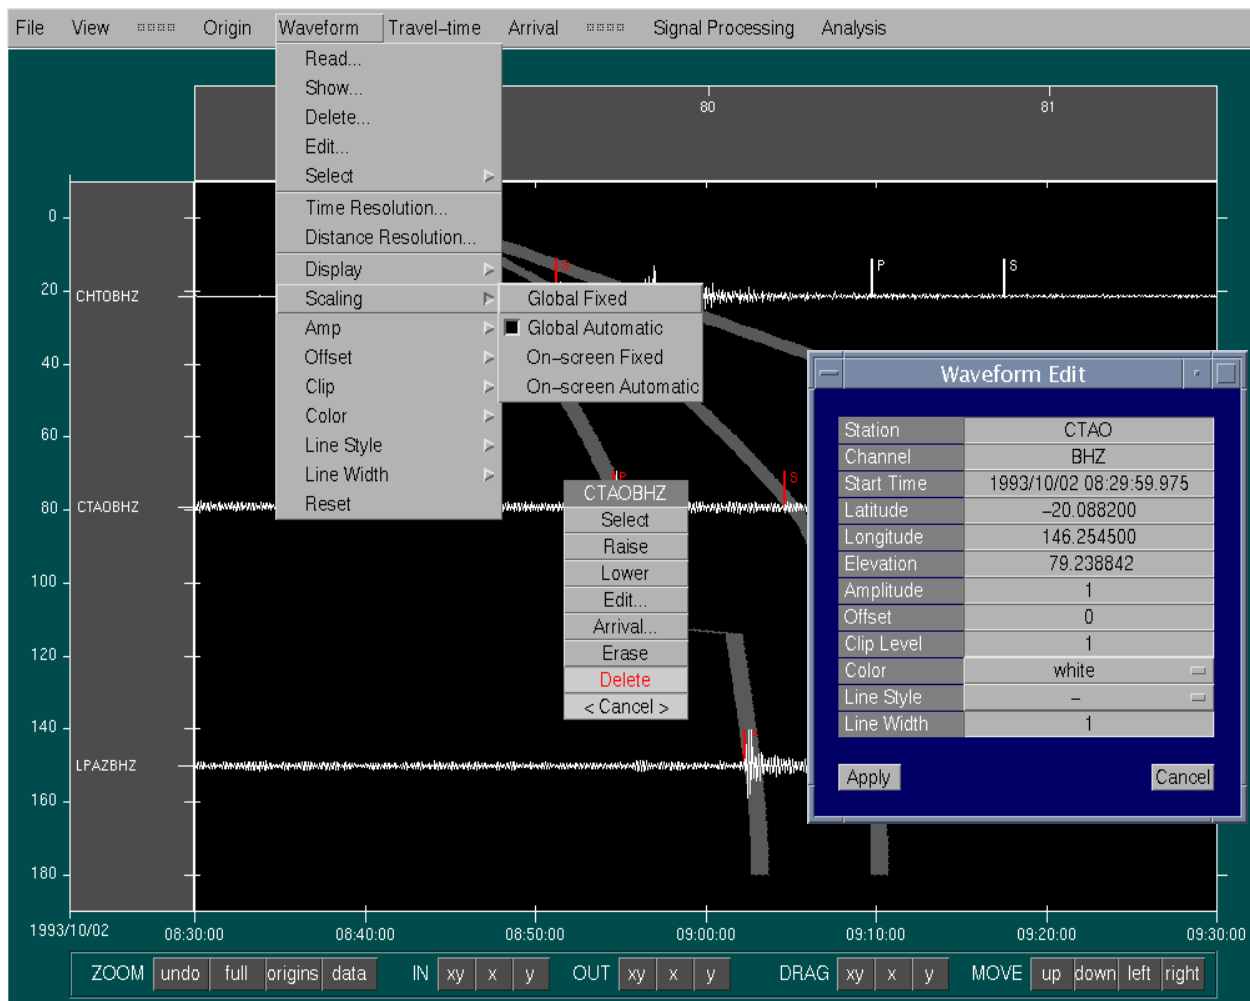 File View Origin Waveform Travel-time Arrival Signal Processing Analysis
Read...
Show...
Delete...
Edit...
Select
Time Resolution...
Distance Resolution...
Display
Scaling
Amp
Offset
Clip
Color
Line Style
Line Width
Reset
Global Fixed
Global Automatic
On-screen Fixed
On-screen Automatic
80 81
0
20
40
60
80
100
120
140
160
180
CHTOBHZ
CTAOBHZ
LPAZBHZ
S P S
P S
CTAOBHZ
Select
Raise
Lower
Edit...
Arrival...
Erase
Delete
< Cancel >
Waveform Edit
Station CTAO
Channel BHZ
Start Time 1993/10/02 08:29:59.975
Latitude -20.088200
Longitude 146.254500
Elevation 79.238842
Amplitude 1
Offset 0
Clip Level 1
Color white
Line Style -
Line Width 1
Apply Cancel
1993/10/02 08:30:00 08:40:00 08:50:00 09:00:00 09:10:00 09:20:00 09:30:00
ZOOM undo full origins data IN xy x y OUT xy x y DRAG xy x y MOVE up down left right